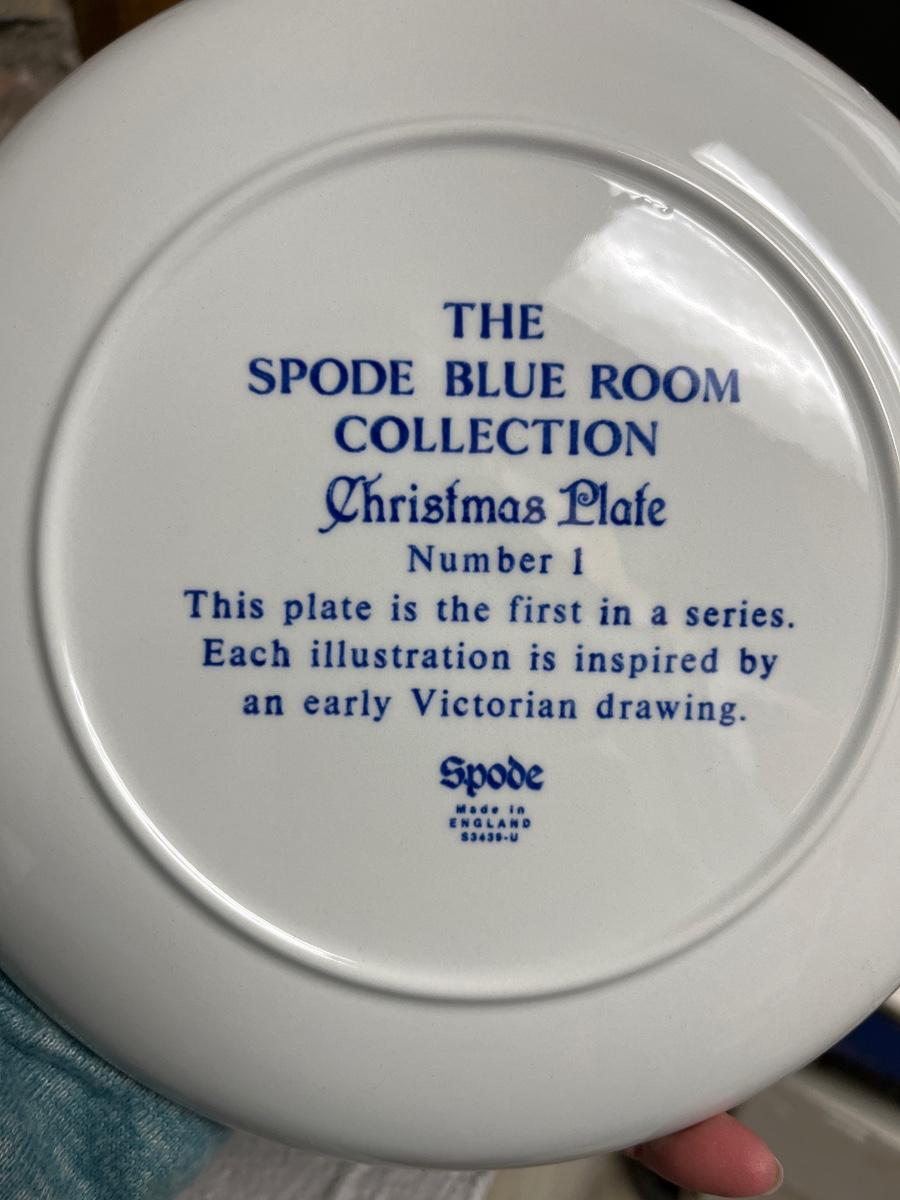 THE
SPODE BLUE ROOM
COLLECTION
Christmas Plate
Number 1
This plate is the first in a series.
Each illustration is inspired by
an early Victorian drawing.
Spode
Made in
ENGLAND
S3439-U